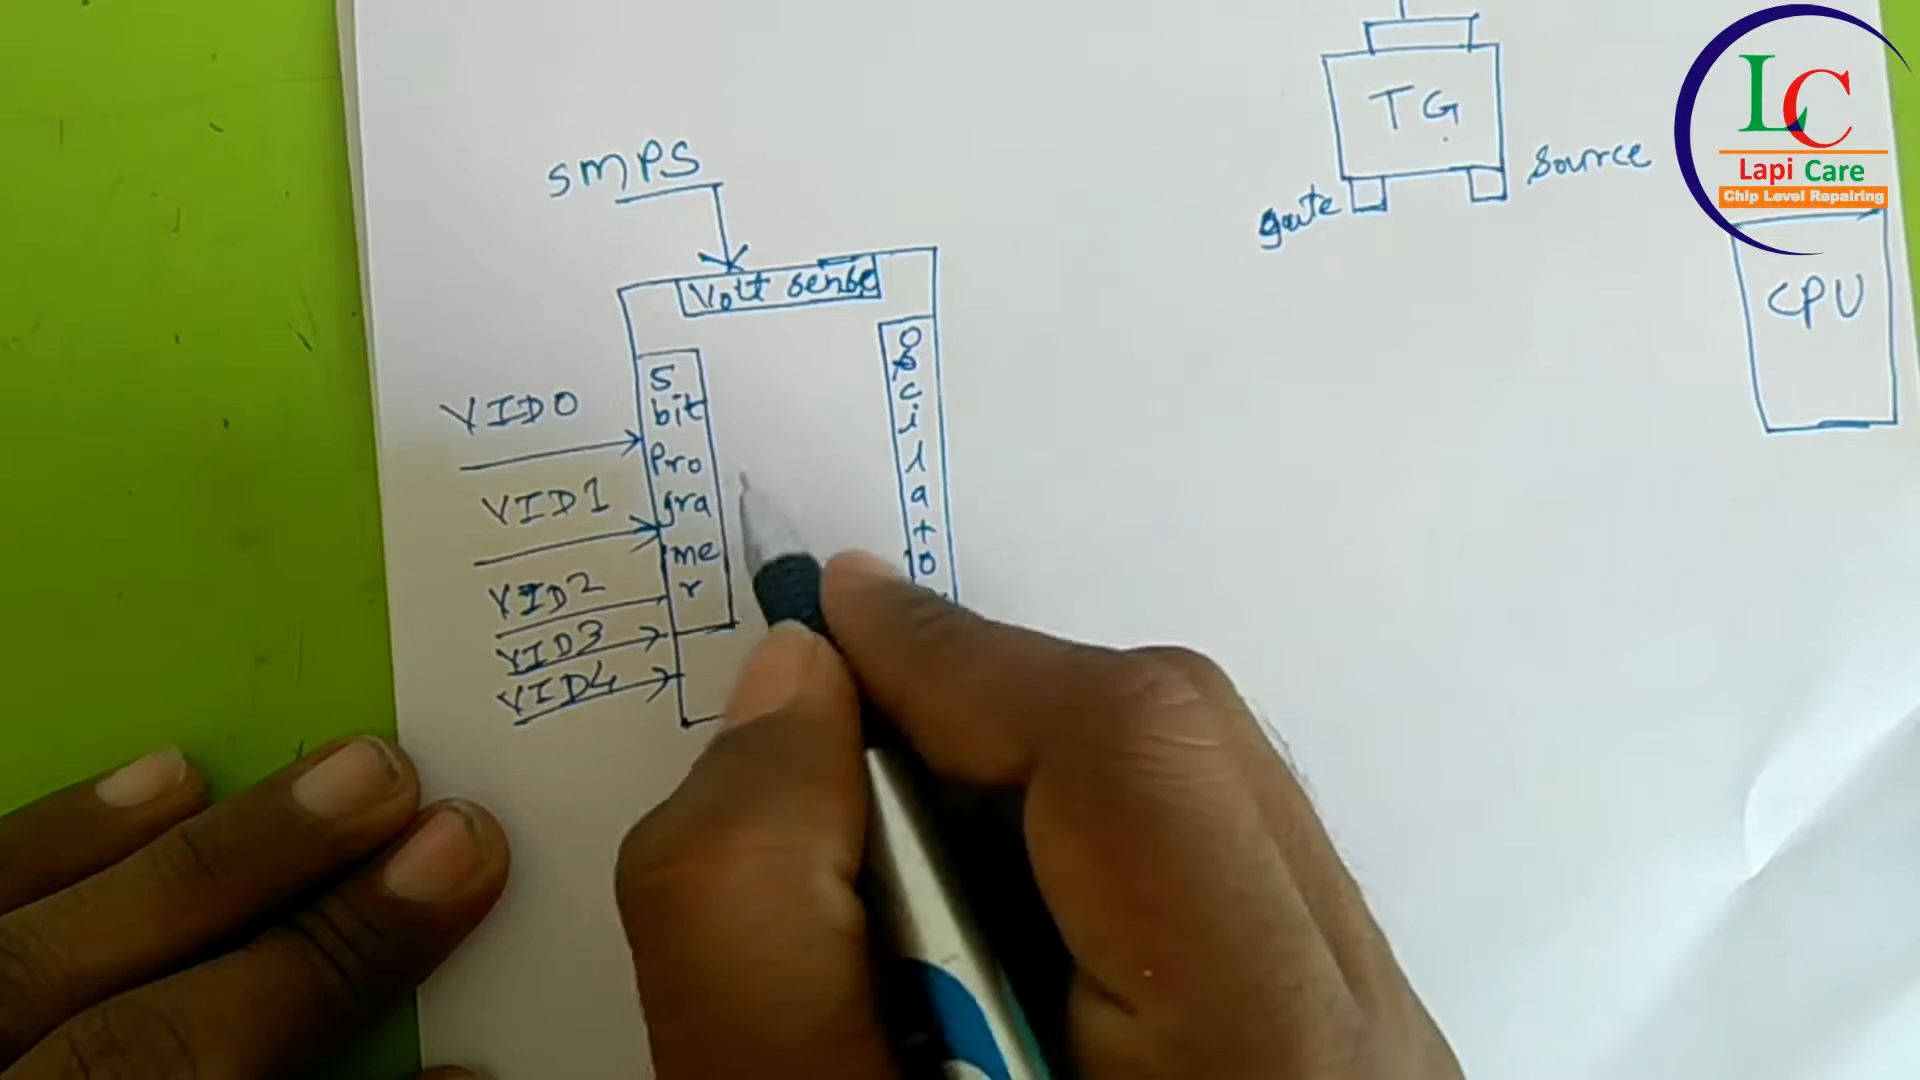 SMPS
Volt sense
5
bit
Pro
gra
me
r
O
s
c
i
l
a
t
o
VID0
VID1
VID2
VID3
VID4
TG
gate
Source
CPU
LC
Lapi Care
Chip Level Repairing